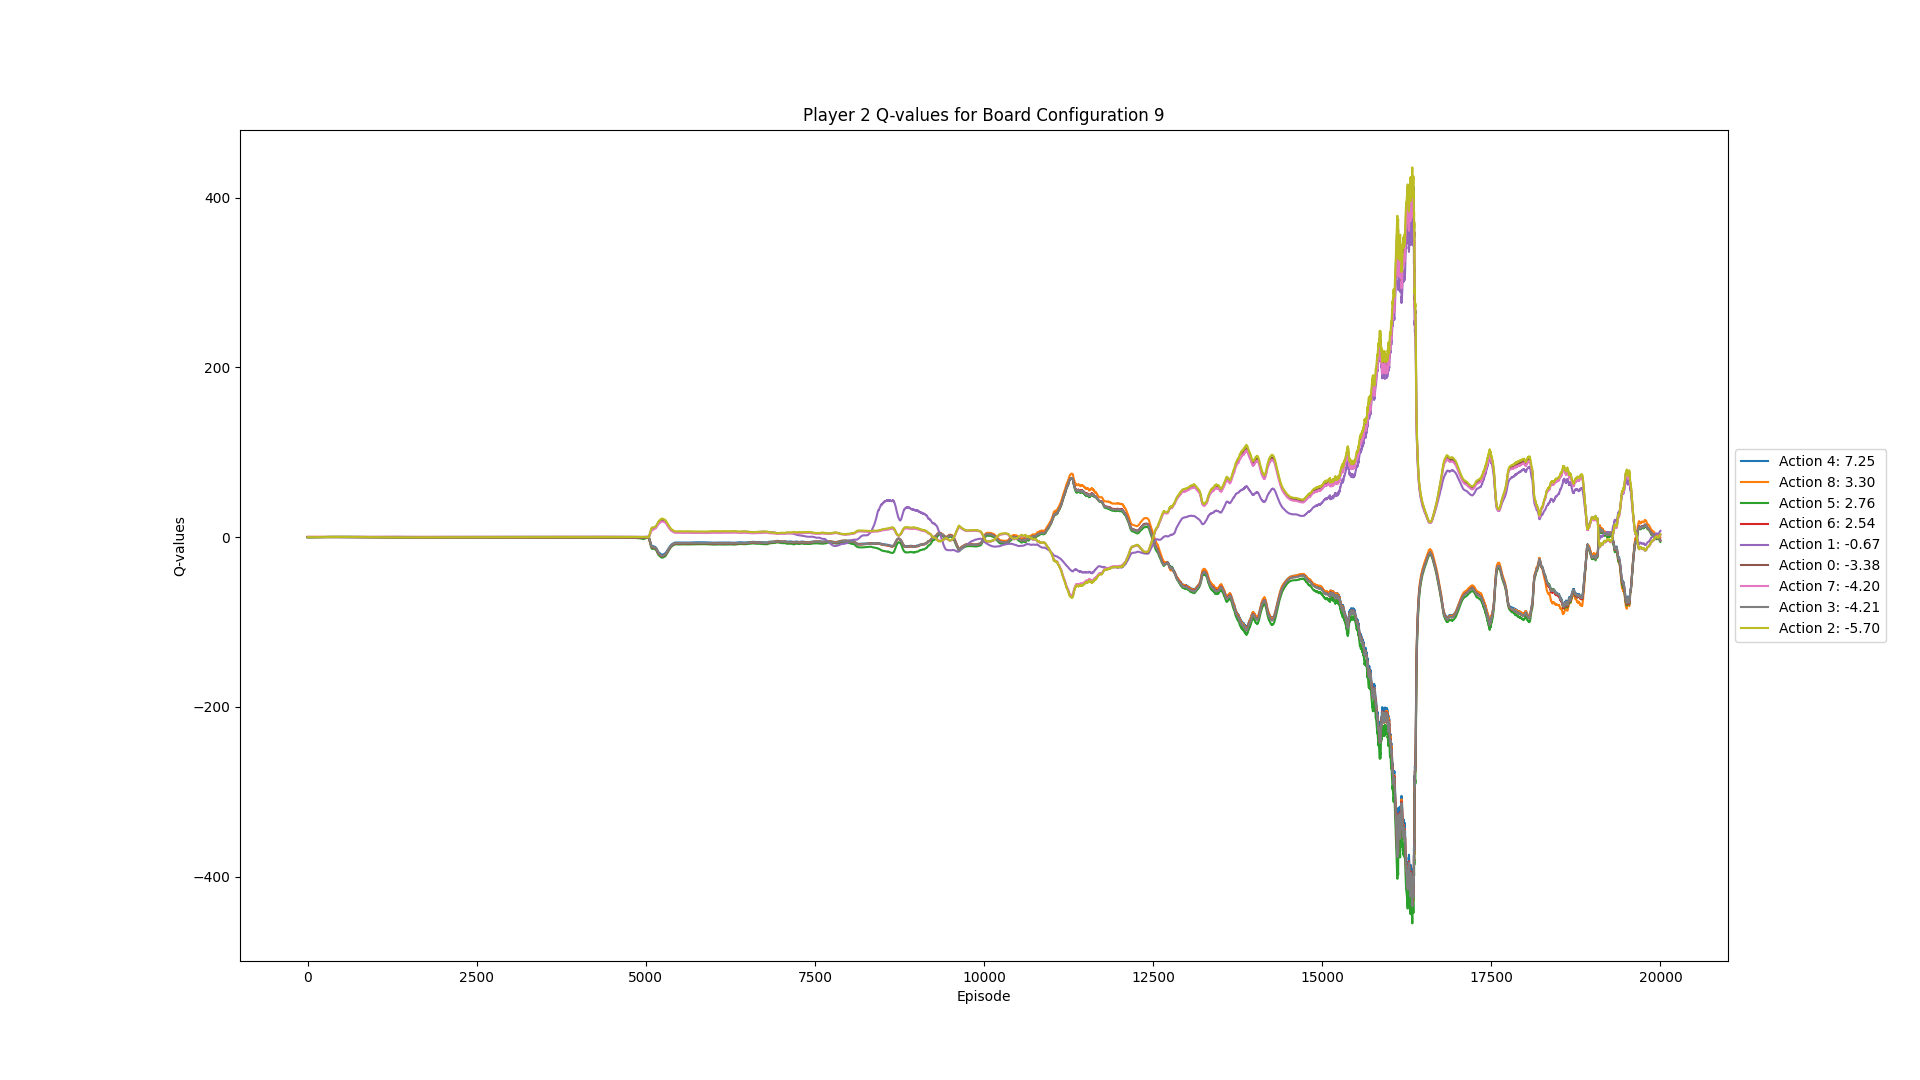 Player 2 Q-values for Board Configuration 9
Q-values
400
200
0
−200
−400
0
2500
5000
7500
10000
12500
15000
17500
20000
Episode
Action 4: 7.25
Action 8: 3.30
Action 5: 2.76
Action 6: 2.54
Action 1: -0.67
Action 0: -3.38
Action 7: -4.20
Action 3: -4.21
Action 2: -5.70